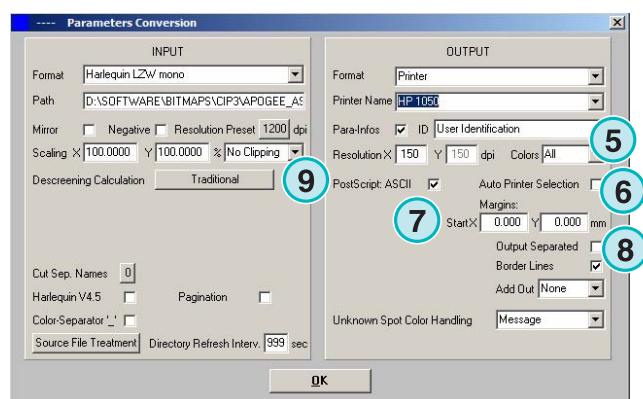 ---- Parameters Conversion
INPUT
Format Harlequin LZW mono
Path D:\SOFTWARE\BITMAPS\CIP3\APOGEE_AS
Mirror Negative Resolution Preset 1200 dpi
Scaling X 100.0000 Y 100.0000 % No Clipping
Descreening Calculation Traditional 9
Cut Sep. Names 0
Harlequin V4.5 Pagination
Color-Separator '_'
Source File Treatment Directory Refresh Interv. 999 sec
OUTPUT
Format Printer
Printer Name HP 1050
Para-Infos ID User Identification 5
Resolution X 150 Y 150 dpi Colors All
PostScript: ASCII Auto Printer Selection 6
Margins:
7 Start X 0.000 Y 0.000 mm
Output Separated 8
Border Lines
Add Out None
Unknown Spot Color Handling Message
OK